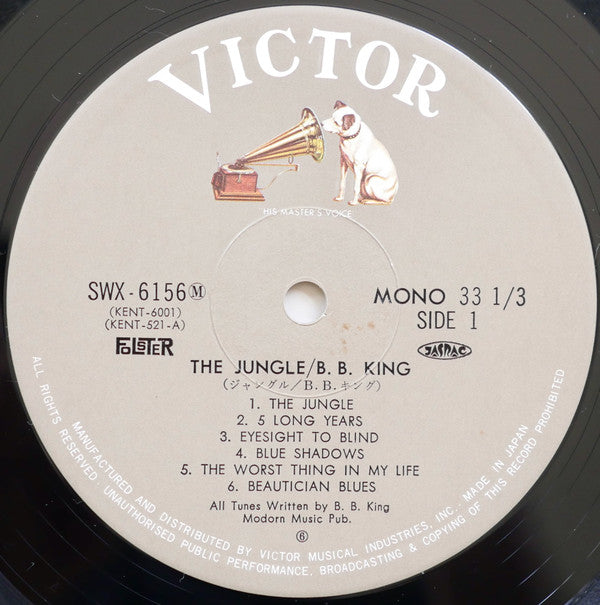 VICTOR
HIS MASTER'S VOICE
SWX-6156 Ⓜ
(KENT-6001)
(KENT-521-A)
FOLSTER
MONO 33 1/3
SIDE 1
JASRAC
THE JUNGLE/B. B. KING
(ジャングル/B.B.キング)
1. THE JUNGLE
2. 5 LONG YEARS
3. EYESIGHT TO BLIND
4. BLUE SHADOWS
5. THE WORST THING IN MY LIFE
6. BEAUTICIAN BLUES
All Tunes Written by B. B. King
Modern Music Pub.
⑥
MANUFACTURED AND DISTRIBUTED BY VICTOR MUSICAL INDUSTRIES, INC., MADE IN JAPAN
ALL RIGHTS RESERVED, UNAUTHORISED PUBLIC PERFORMANCE, BROADCASTING & COPYING OF THIS RECORD PROHIBITED